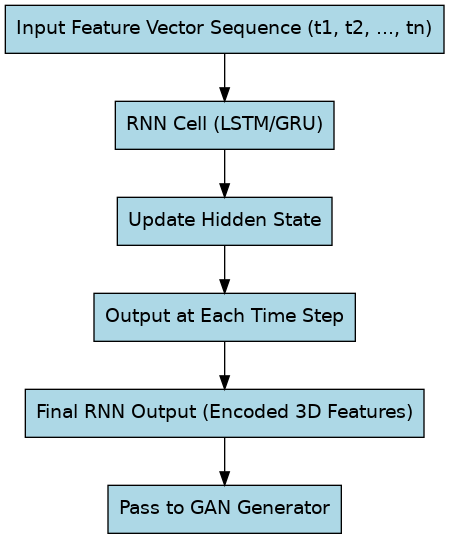 Input Feature Vector Sequence (t1, t2, ..., tn)
RNN Cell (LSTM/GRU)
Update Hidden State
Output at Each Time Step
Final RNN Output (Encoded 3D Features)
Pass to GAN Generator